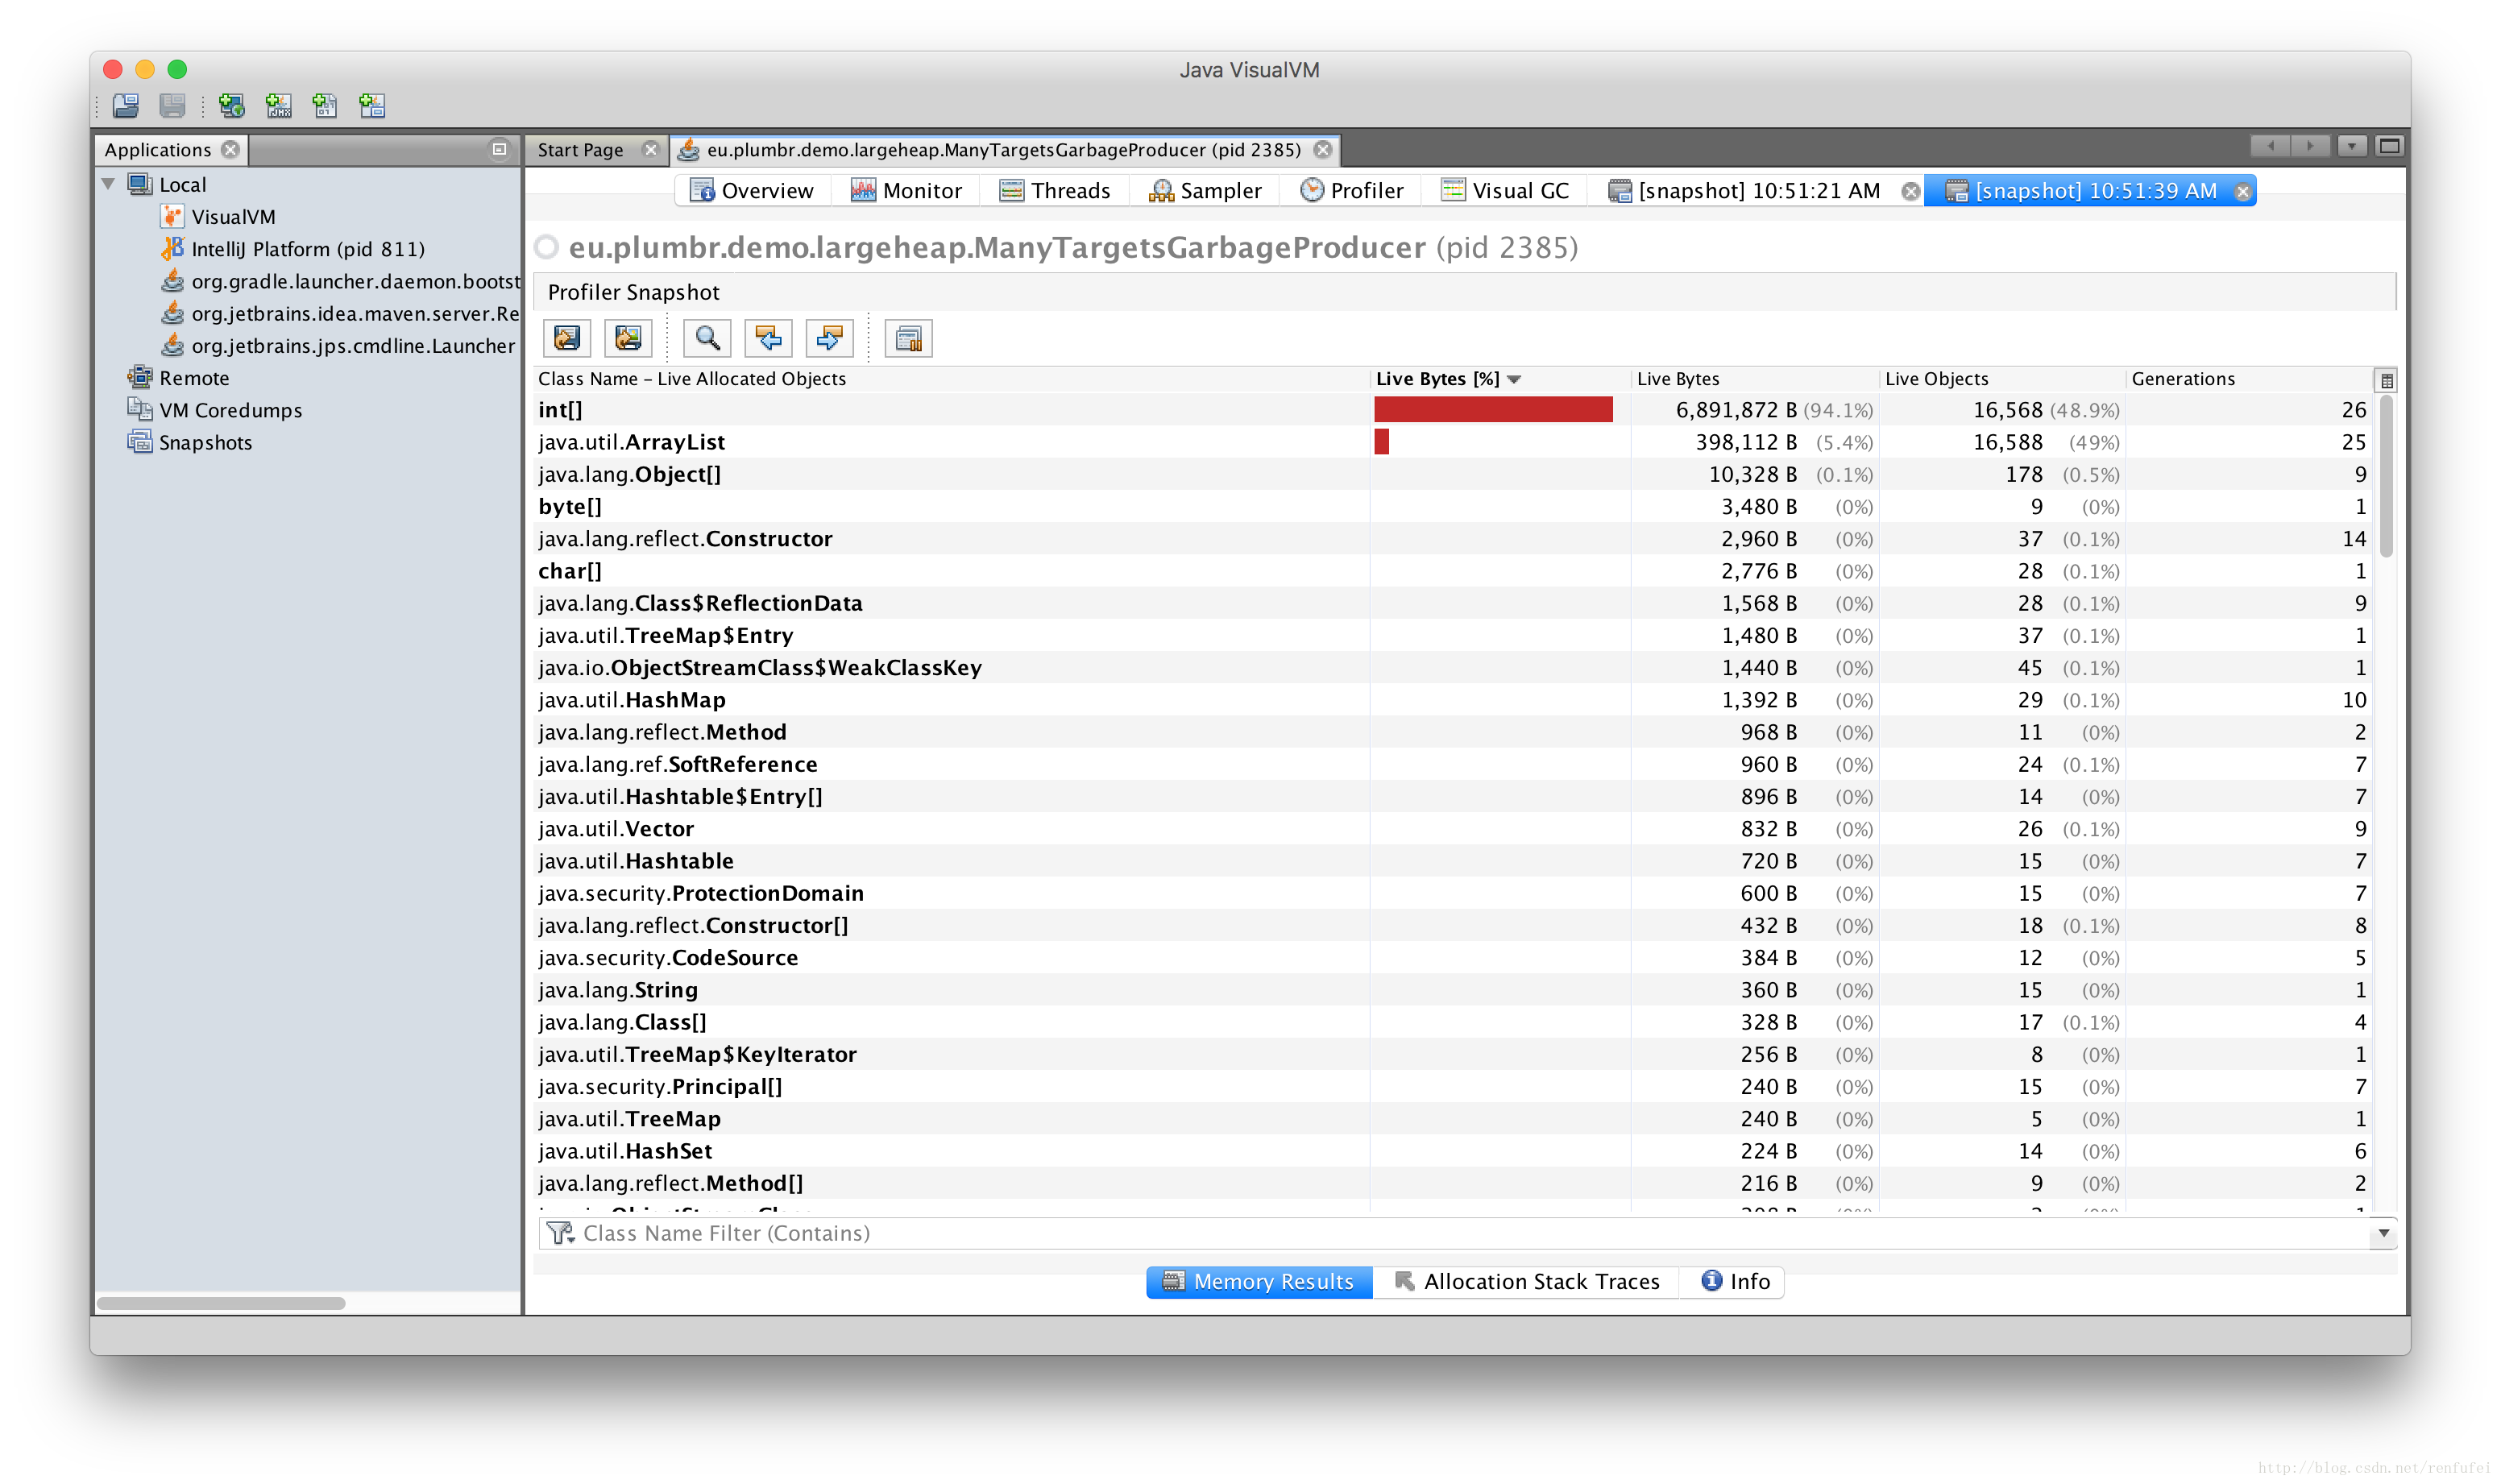 Java VisualVM
Applications
Start Page
eu.plumbr.demo.largeheap.ManyTargetsGarbageProducer (pid 2385)
Local
VisualVM
IntelliJ Platform (pid 811)
org.gradle.launcher.daemon.bootst
org.jetbrains.idea.maven.server.Re
org.jetbrains.jps.cmdline.Launcher
Remote
VM Coredumps
Snapshots
Overview Monitor Threads Sampler Profiler Visual GC [snapshot] 10:51:21 AM [snapshot] 10:51:39 AM
eu.plumbr.demo.largeheap.ManyTargetsGarbageProducer (pid 2385)
Profiler Snapshot
Class Name – Live Allocated Objects Live Bytes [%] Live Bytes Live Objects Generations
int[] 6,891,872 B (94.1%) 16,568 (48.9%) 26
java.util.ArrayList 398,112 B (5.4%) 16,588 (49%) 25
java.lang.Object[] 10,328 B (0.1%) 178 (0.5%) 9
byte[] 3,480 B (0%) 9 (0%) 1
java.lang.reflect.Constructor 2,960 B (0%) 37 (0.1%) 14
char[] 2,776 B (0%) 28 (0.1%) 1
java.lang.Class$ReflectionData 1,568 B (0%) 28 (0.1%) 9
java.util.TreeMap$Entry 1,480 B (0%) 37 (0.1%) 1
java.io.ObjectStreamClass$WeakClassKey 1,440 B (0%) 45 (0.1%) 1
java.util.HashMap 1,392 B (0%) 29 (0.1%) 10
java.lang.reflect.Method 968 B (0%) 11 (0%) 2
java.lang.ref.SoftReference 960 B (0%) 24 (0.1%) 7
java.util.Hashtable$Entry[] 896 B (0%) 14 (0%) 7
java.util.Vector 832 B (0%) 26 (0.1%) 9
java.util.Hashtable 720 B (0%) 15 (0%) 7
java.security.ProtectionDomain 600 B (0%) 15 (0%) 7
java.lang.reflect.Constructor[] 432 B (0%) 18 (0.1%) 8
java.security.CodeSource 384 B (0%) 12 (0%) 5
java.lang.String 360 B (0%) 15 (0%) 1
java.lang.Class[] 328 B (0%) 17 (0.1%) 4
java.util.TreeMap$KeyIterator 256 B (0%) 8 (0%) 1
java.security.Principal[] 240 B (0%) 15 (0%) 7
java.util.TreeMap 240 B (0%) 5 (0%) 1
java.util.HashSet 224 B (0%) 14 (0%) 6
java.lang.reflect.Method[] 216 B (0%) 9 (0%) 2
Class Name Filter (Contains)
Memory Results Allocation Stack Traces Info
http://blog.csdn.net/renfufei